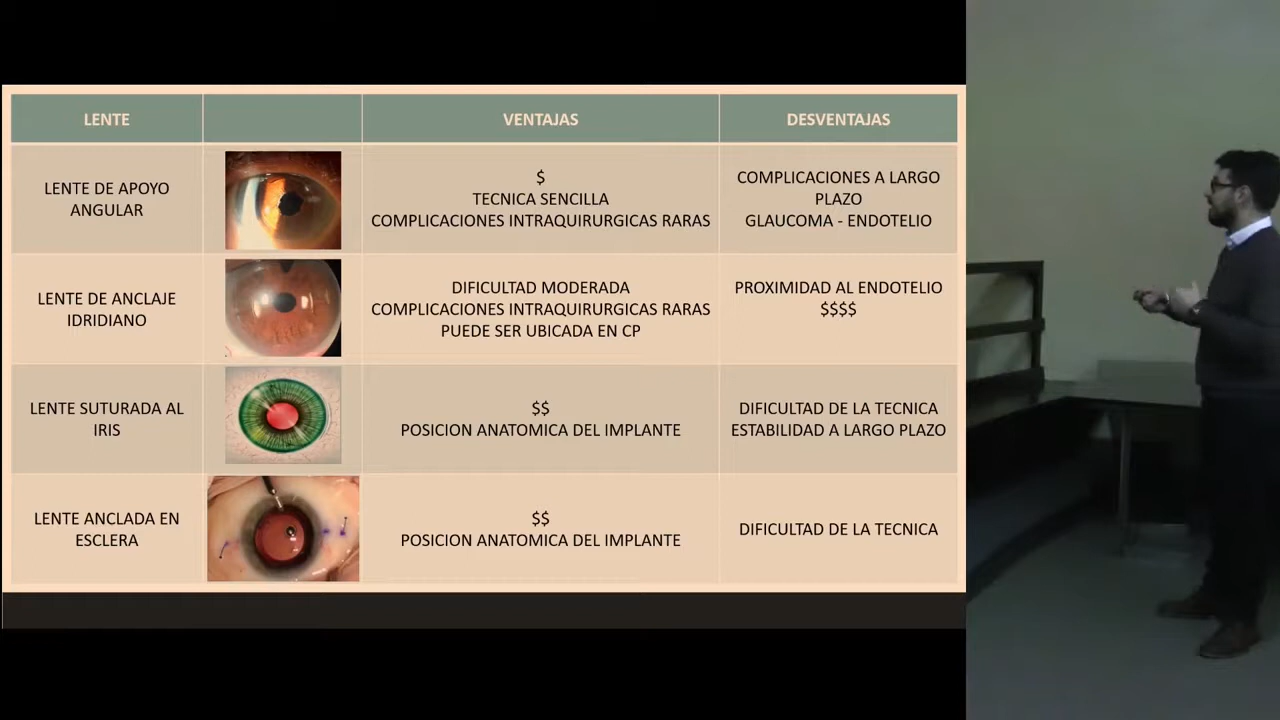 LENTE
VENTAJAS
DESVENTAJAS
LENTE DE APOYO
ANGULAR
$
TECNICA SENCILLA
COMPLICACIONES INTRAQUIRURGICAS RARAS
COMPLICACIONES A LARGO
PLAZO
GLAUCOMA - ENDOTELIO
LENTE DE ANCLAJE
IDRIDIANO
DIFICULTAD MODERADA
COMPLICACIONES INTRAQUIRURGICAS RARAS
PUEDE SER UBICADA EN CP
PROXIMIDAD AL ENDOTELIO
$$$$
LENTE SUTURADA AL
IRIS
$$
POSICION ANATOMICA DEL IMPLANTE
DIFICULTAD DE LA TECNICA
ESTABILIDAD A LARGO PLAZO
LENTE ANCLADA EN
ESCLERA
$$
POSICION ANATOMICA DEL IMPLANTE
DIFICULTAD DE LA TECNICA